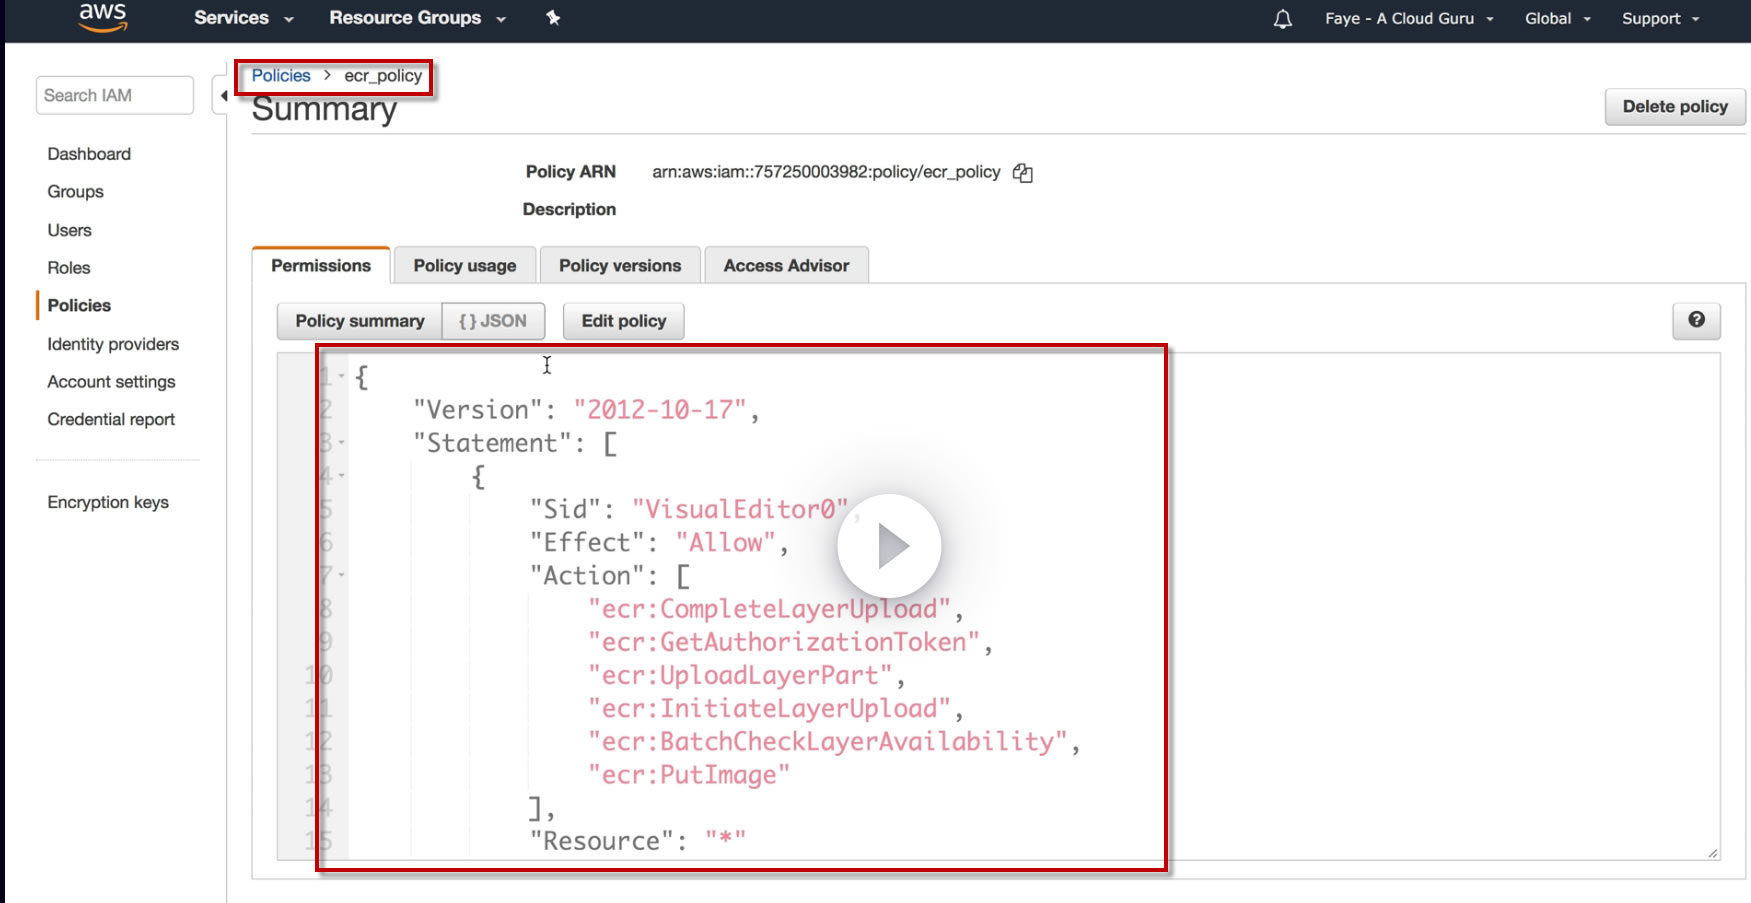 aws Services Resource Groups Faye - A Cloud Guru Global Support
Search IAM
Dashboard
Groups
Users
Roles
Policies
Identity providers
Account settings
Credential report
Encryption keys
Policies > ecr_policy
Summary
Delete policy
Policy ARN arn:aws:iam::757250003982:policy/ecr_policy
Description
Permissions Policy usage Policy versions Access Advisor
Policy summary { } JSON Edit policy
1 {
2 "Version": "2012-10-17",
3 "Statement": [
4 {
5 "Sid": "VisualEditor0",
6 "Effect": "Allow",
7 "Action": [
8 "ecr:CompleteLayerUpload",
9 "ecr:GetAuthorizationToken",
10 "ecr:UploadLayerPart",
11 "ecr:InitiateLayerUpload",
12 "ecr:BatchCheckLayerAvailability",
13 "ecr:PutImage"
14 ],
15 "Resource": "*"